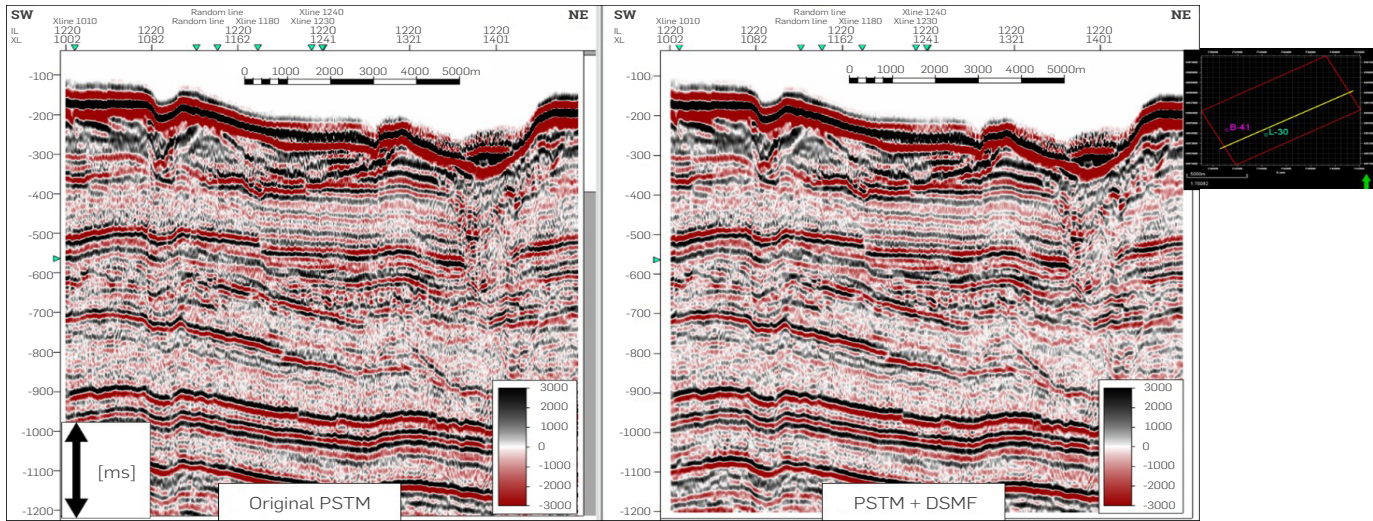 SW
NE
Random line Xline 1240
Xline 1010 Random line Xline 1180 Xline 1230
IL 1220 1220 1220 1220 1220 1220
XL 1002 1082 1162 1241 1321 1401
0 1000 2000 3000 4000 5000m
-100
-200
-300
-400
-500
-600
-700
-800
-900
-1000
-1100
-1200
[ms]
3000
2000
1000
0
-1000
-2000
-3000
Original PSTM
SW
NE
Random line Xline 1240
Xline 1010 Random line Xline 1180 Xline 1230
IL 1220 1220 1220 1220 1220 1220
XL 1002 1082 1162 1241 1321 1401
0 1000 2000 3000 4000 5000m
-100
-200
-300
-400
-500
-600
-700
-800
-900
-1000
-1100
-1200
3000
2000
1000
0
-1000
-2000
-3000
PSTM + DSMF
B-41
L-30
5000m